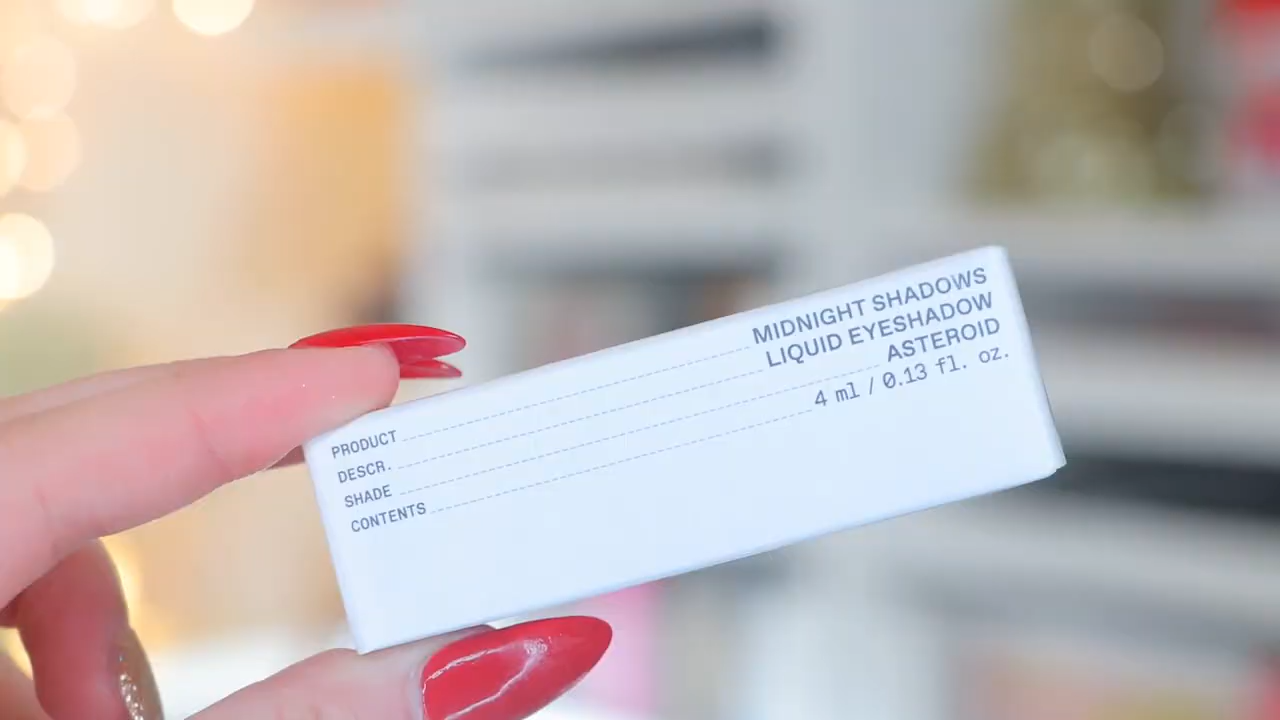 PRODUCT MIDNIGHT SHADOWS
DESCR. LIQUID EYESHADOW
SHADE ASTEROID
CONTENTS 4 ml / 0.13 fl. oz.